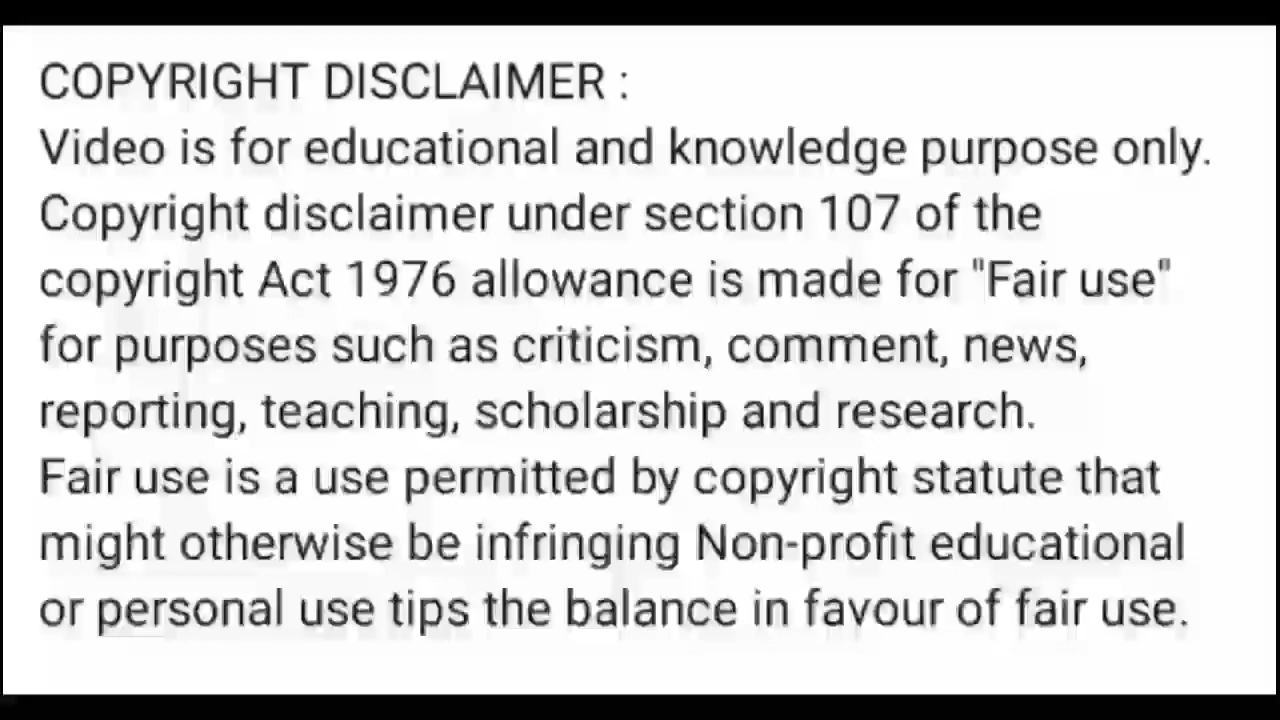 COPYRIGHT DISCLAIMER :
Video is for educational and knowledge purpose only.
Copyright disclaimer under section 107 of the
copyright Act 1976 allowance is made for "Fair use"
for purposes such as criticism, comment, news,
reporting, teaching, scholarship and research.
Fair use is a use permitted by copyright statute that
might otherwise be infringing Non-profit educational
or personal use tips the balance in favour of fair use.